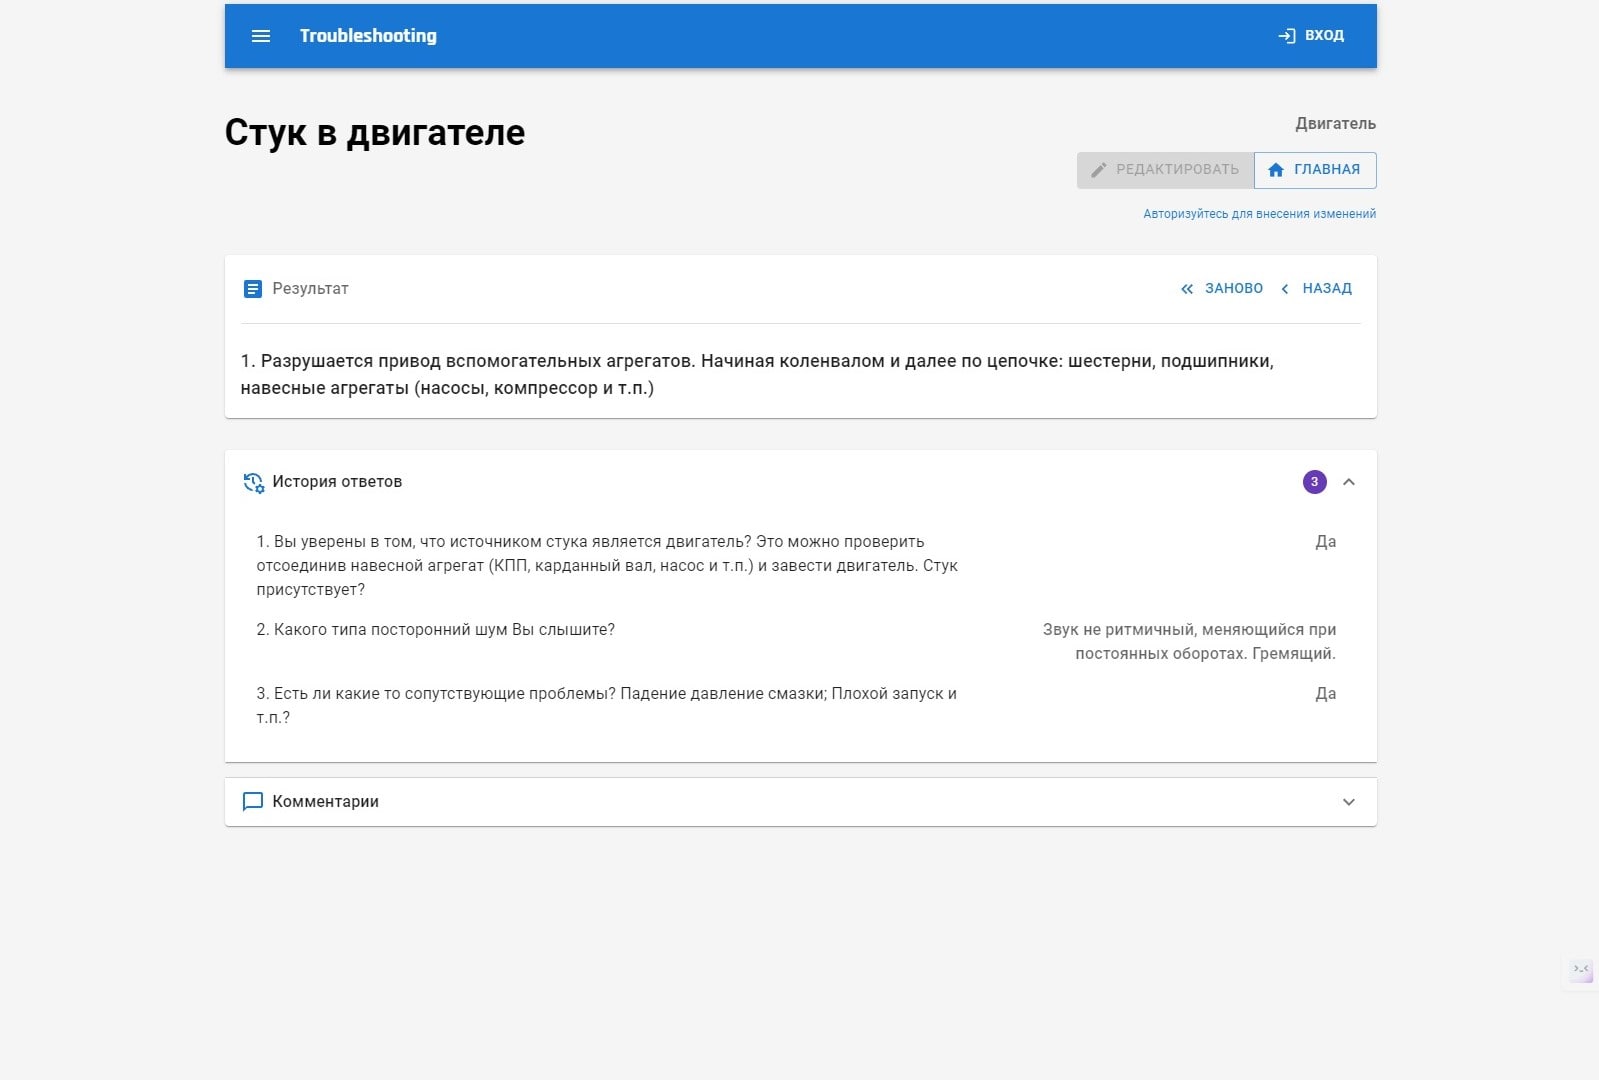 Troubleshooting
ВХОД
Стук в двигателе
Двигатель
РЕДАКТИРОВАТЬ
ГЛАВНАЯ
Авторизуйтесь для внесения изменений
Результат
ЗАНОВО
НАЗАД
1. Разрушается привод вспомогательных агрегатов. Начиная коленвалом и далее по цепочке: шестерни, подшипники,
навесные агрегаты (насосы, компрессор и т.п.)
История ответов
3
1. Вы уверены в том, что источником стука является двигатель? Это можно проверить
отсоединив навесной агрегат (КПП, карданный вал, насос и т.п.) и завести двигатель. Стук
присутствует?
Да
2. Какого типа посторонний шум Вы слышите?
Звук не ритмичный, меняющийся при
постоянных оборотах. Гремящий.
3. Есть ли какие то сопутствующие проблемы? Падение давление смазки; Плохой запуск и
т.п.?
Да
Комментарии